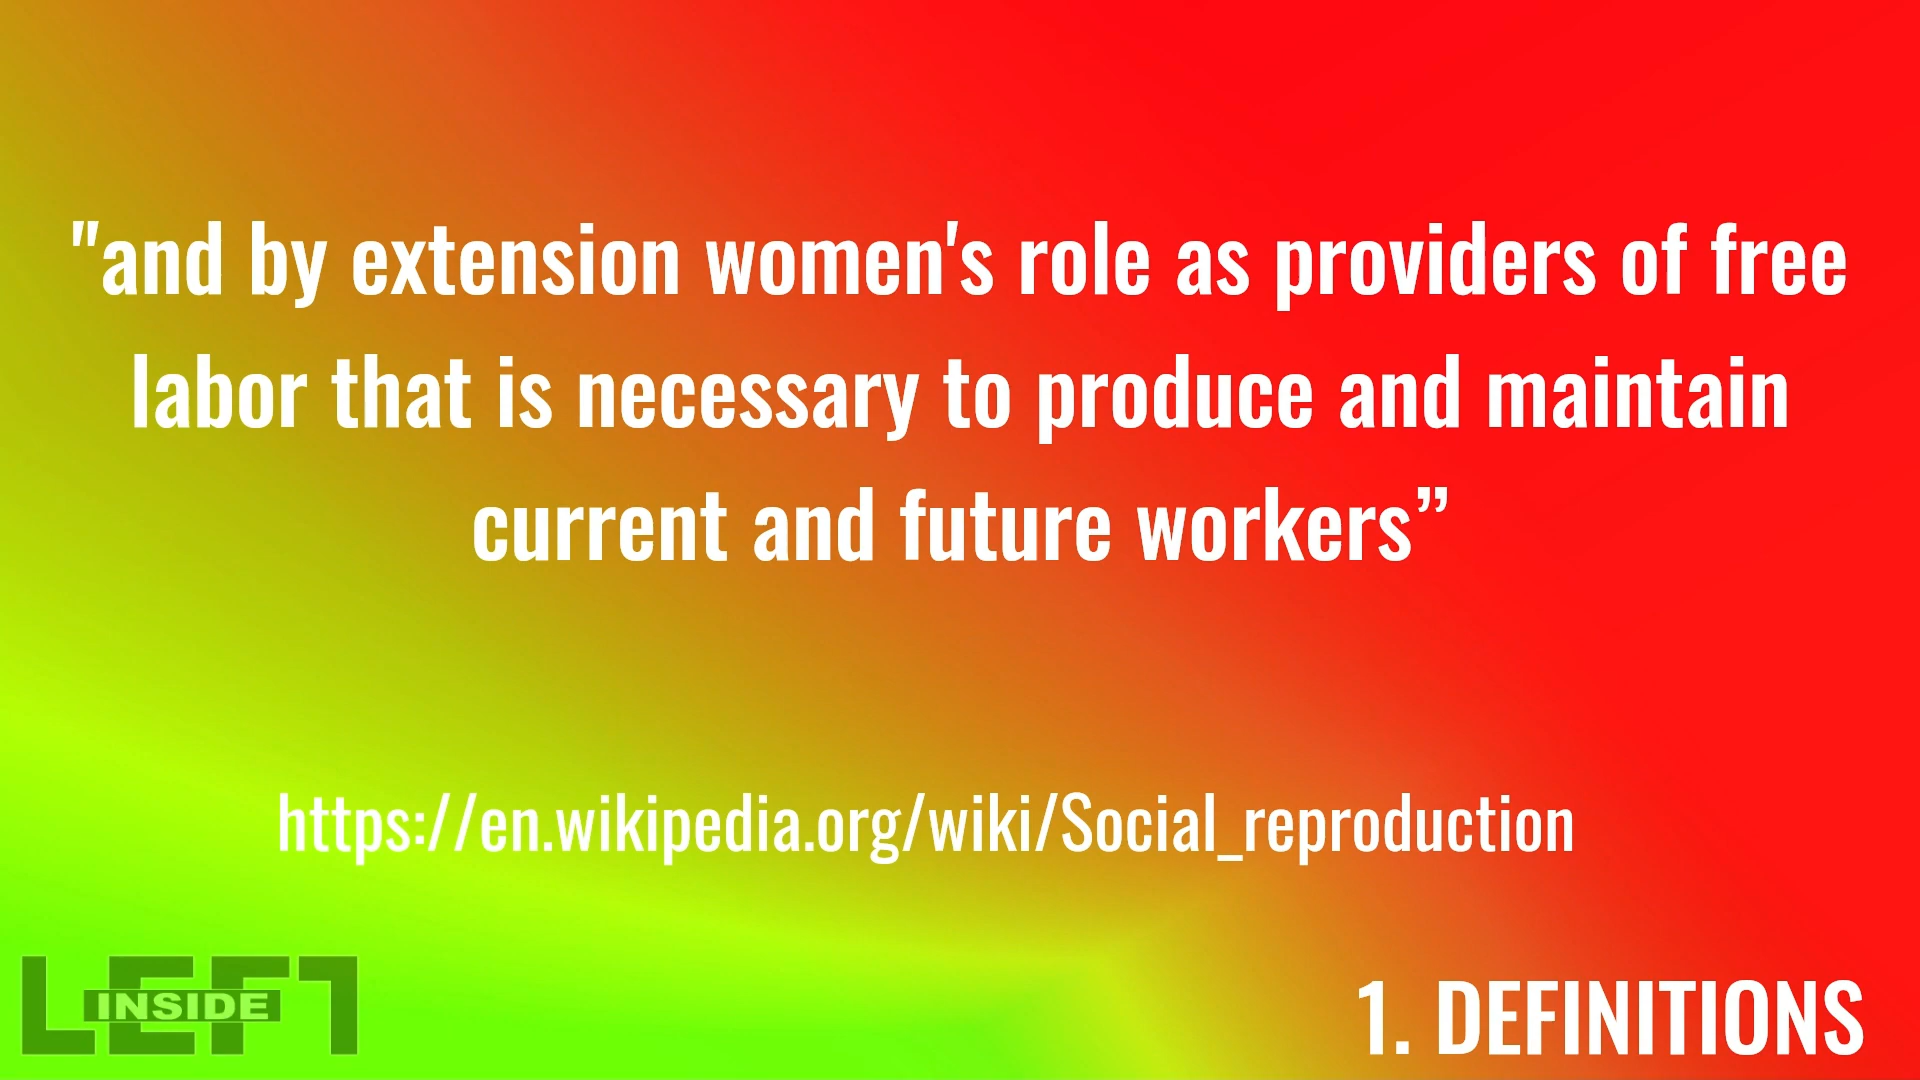 "and by extension women's role as providers of free
labor that is necessary to produce and maintain
current and future workers”
https://en.wikipedia.org/wiki/Social_reproduction
LEFT
INSIDE
1. DEFINITIONS